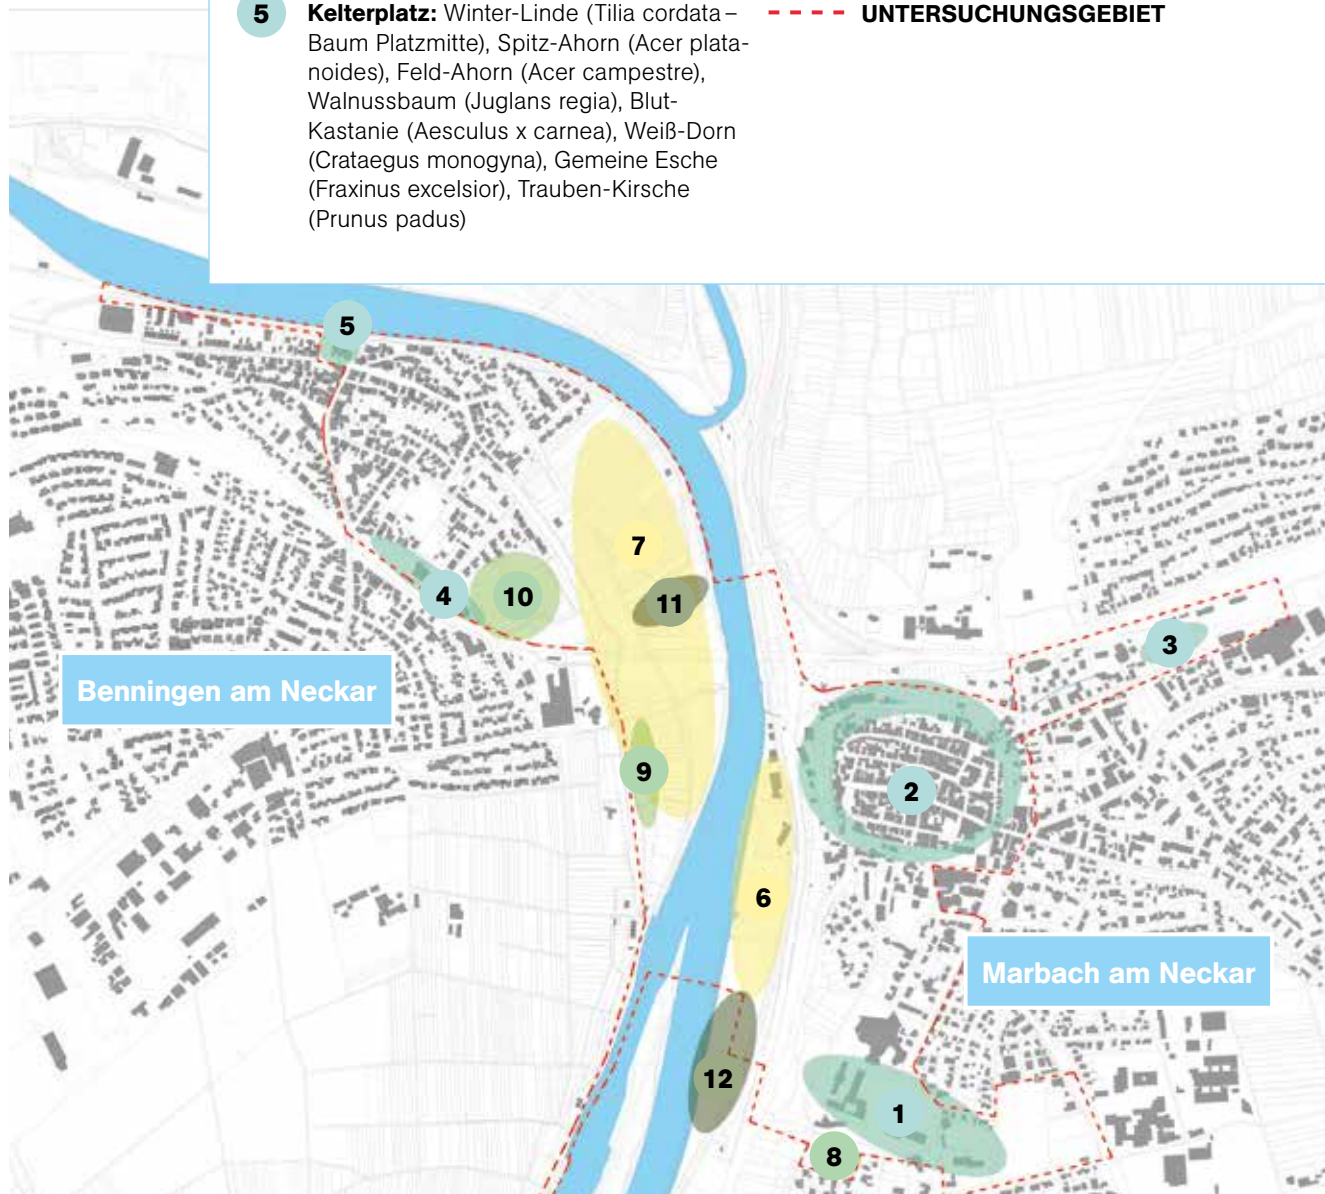 5
Kelterplatz: Winter-Linde (Tilia cordata –
Baum Platzmitte), Spitz-Ahorn (Acer plata-
noides), Feld-Ahorn (Acer campestre),
Walnussbaum (Juglans regia), Blut-
Kastanie (Aesculus x carnea), Weiß-Dorn
(Crataegus monogyna), Gemeine Esche
(Fraxinus excelsior), Trauben-Kirsche
(Prunus padus)
UNTERSUCHUNGSGEBIET
5
7
4
10
11
3
Benningen am Neckar
9
2
6
Marbach am Neckar
12
1
8